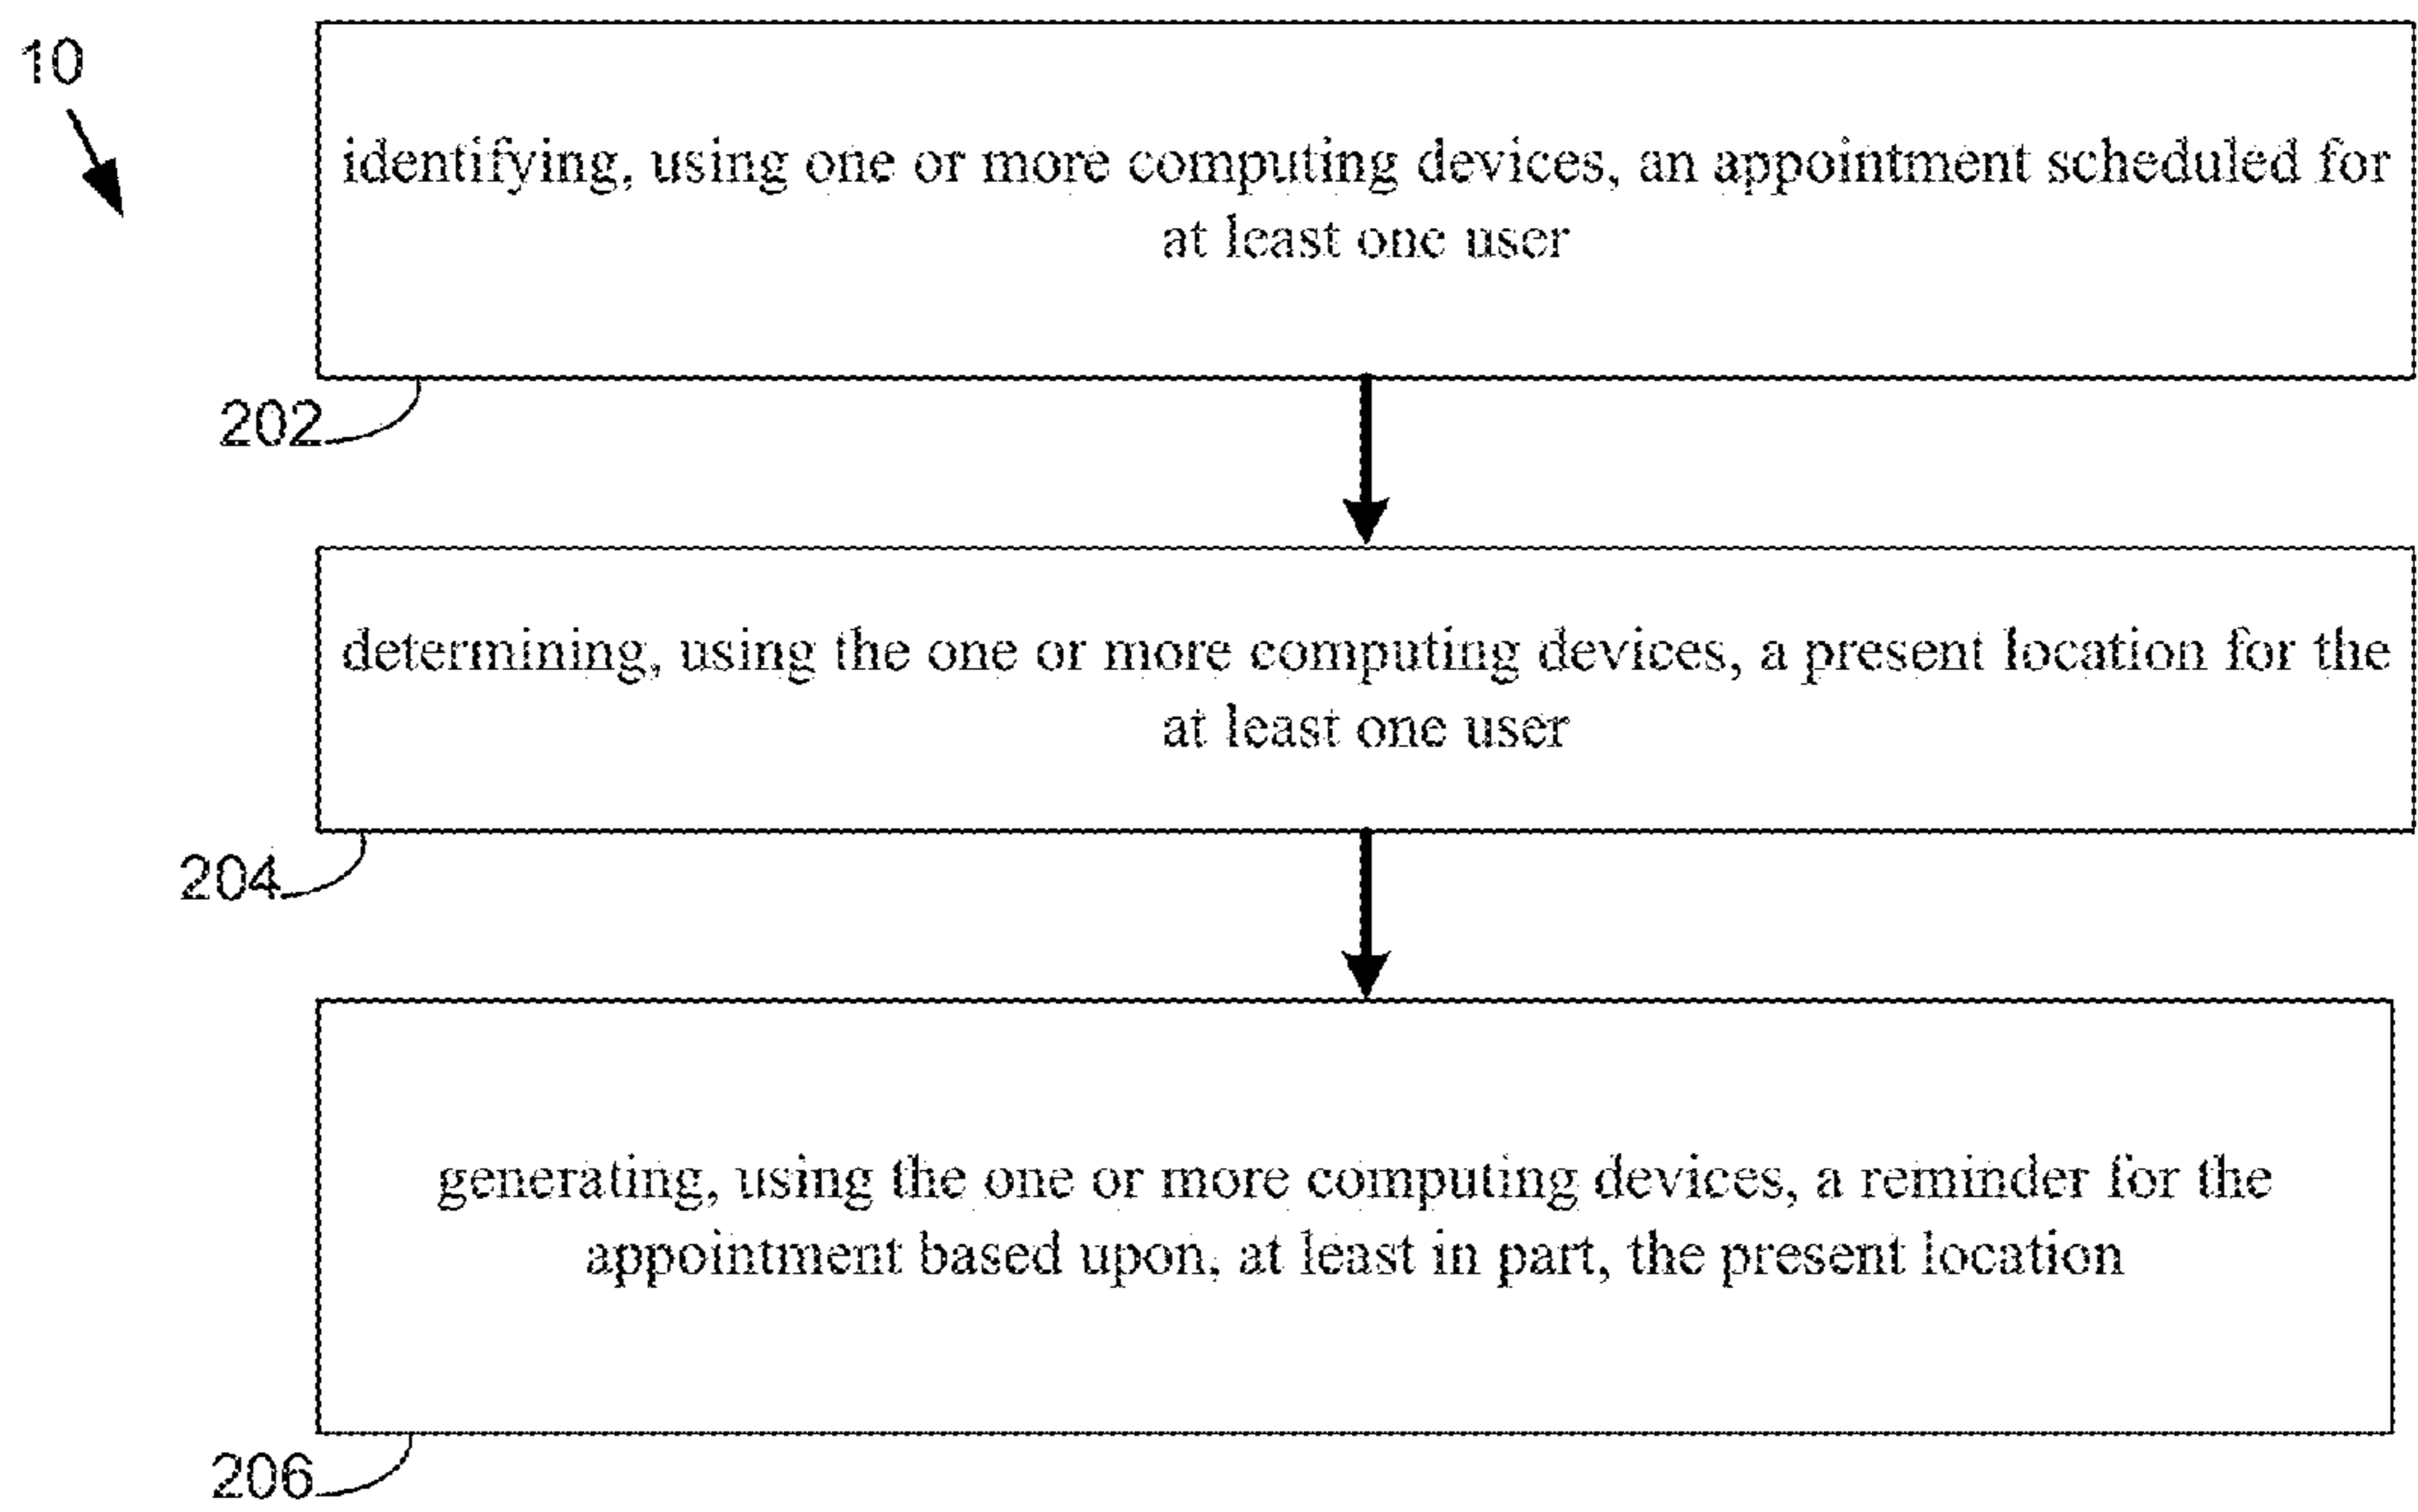 10
identifying, using one or more computing devices, an appointment scheduled for
at least one user
202
determining, using the one or more computing devices, a present location for the
at least one user
204
generating, using the one or more computing devices, a reminder for the
appointment based upon, at least in part, the present location
206